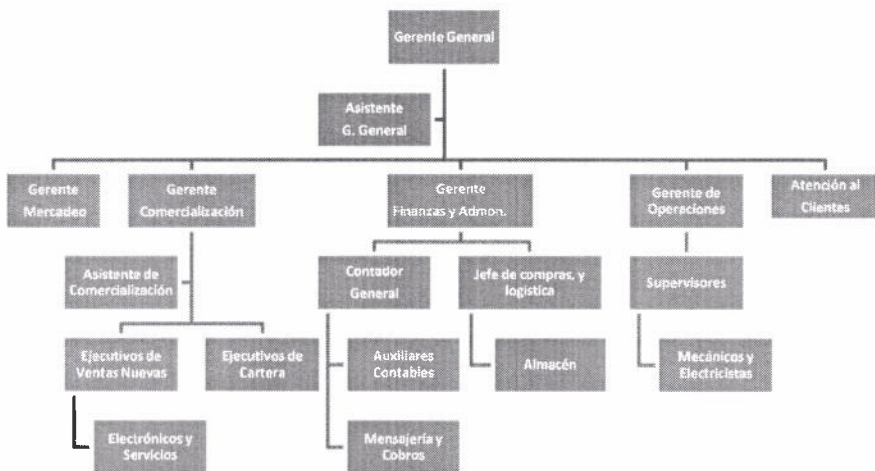 Gerente General
Asistente
G. General
Gerente
Mercadeo
Gerente
Comercialización
Gerente
Finanzas y Admon.
Gerente de
Operaciones
Atención al
Clientes
Asistente de
Comercialización
Contador
General
Jefe de compras, y
logística
Supervisores
Ejecutivos de
Ventas Nuevas
Ejecutivos de
Cartera
Auxiliares
Contables
Almacén
Mecánicos y
Electricistas
Electrónicos y
Servicios
Mensajería y
Cobros